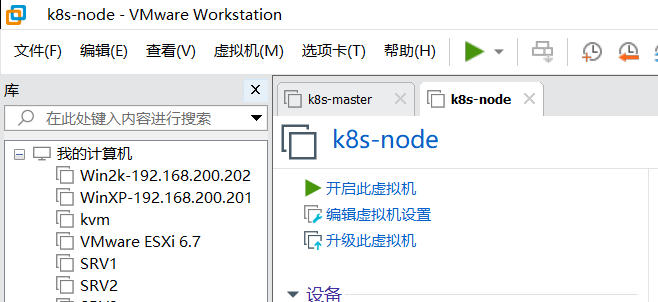 k8s-node - VMware Workstation
文件(F) 编辑(E) 查看(V) 虚拟机(M) 选项卡(T) 帮助(H)
库
在此处键入内容进行搜索
我的计算机
Win2k-192.168.200.202
WinXP-192.168.200.201
kvm
VMware ESXi 6.7
SRV1
SRV2
k8s-master
k8s-node
k8s-node
开启此虚拟机
编辑虚拟机设置
升级此虚拟机
设备